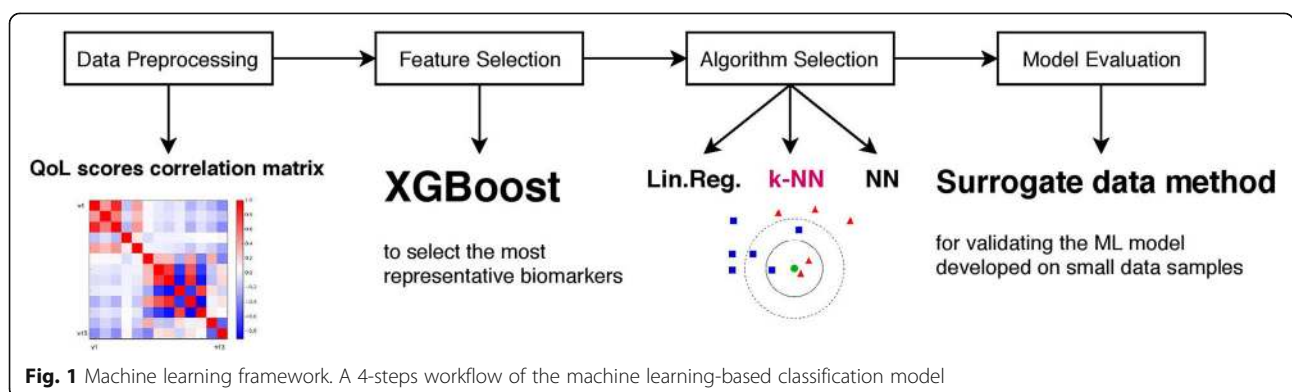 Data Preprocessing
Feature Selection
Algorithm Selection
Model Evaluation
QoL scores correlation matrix
XGBoost
to select the most
representative biomarkers
Lin.Reg. k-NN NN
Surrogate data method
for validating the ML model
developed on small data samples
v1
Fig. 1 Machine learning framework. A 4-steps workflow of the machine learning-based classification model